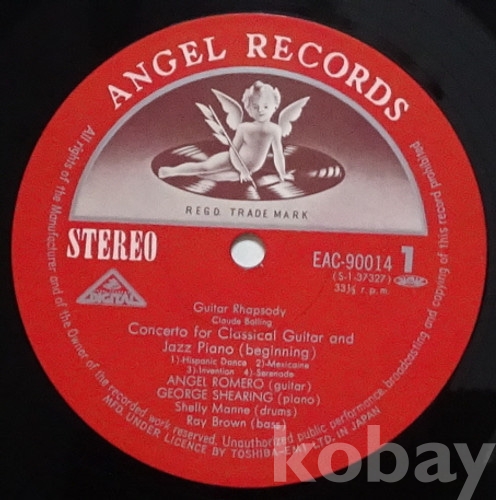 ANGEL RECORDS
REGD. TRADE MARK
STEREO
DIGITAL
EAC-90014 1
(S-1-37327)
33⅓ r.p.m.
Guitar Rhapsody
Claude Bolling
Concerto for Classical Guitar and
Jazz Piano (beginning)
1)-Hispanic Dance 2)-Mexicaine
3)-Invention 4)-Serenade
ANGEL ROMERO (guitar)
GEORGE SHEARING (piano)
Shelly Manne (drums)
Ray Brown (bass)
All rights of the Manufacturer and of the Owner of the recorded work reserved. Unauthorized public performance, broadcasting and copying of this record prohibited
MFD. UNDER LICENCE BY TOSHIBA-EMI LTD. IN JAPAN
kobay